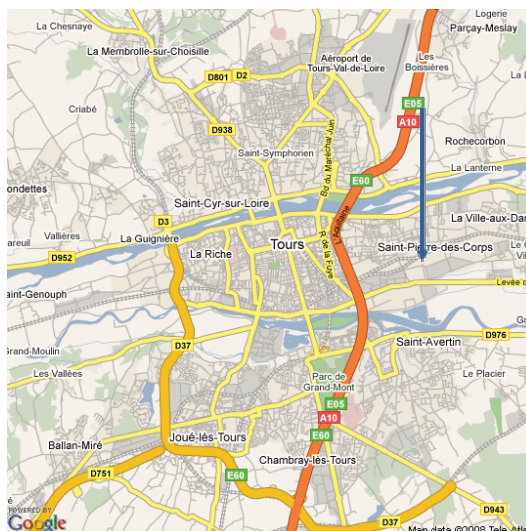 La Chesnaye
Logerie
Parçay-Meslay
La Membrolle-sur-Choisille
Aéroport de
Tours-Val-de-Loire
Les
Boissières
D801
D2
E05
A10
Criabé
D938
Rochecorbon
Saint-Symphorien
Bd du Maréchal Juin
La Lanterne
E60
ondettes
Saint-Cyr-sur-Loire
L'Aquitaine
D3
La Ville-aux-Dam
Vallières
La Guignière
areuil
R. de la Fuye
Tours
Saint-Pierre-des-Corps
La Riche
D952
Levée d
aint-Genouph
D976
D37
Grand-Moulin
Saint-Avertin
Les Vallées
Parc de
Grand-Mont
Le Placier
E05
A10
E60
Joué-lès-Tours
Ballan-Miré
Chambray-lès-Tours
D751
E60
D943
POWERED BY
Google
D37
Map data ©2008 Tele Atlas